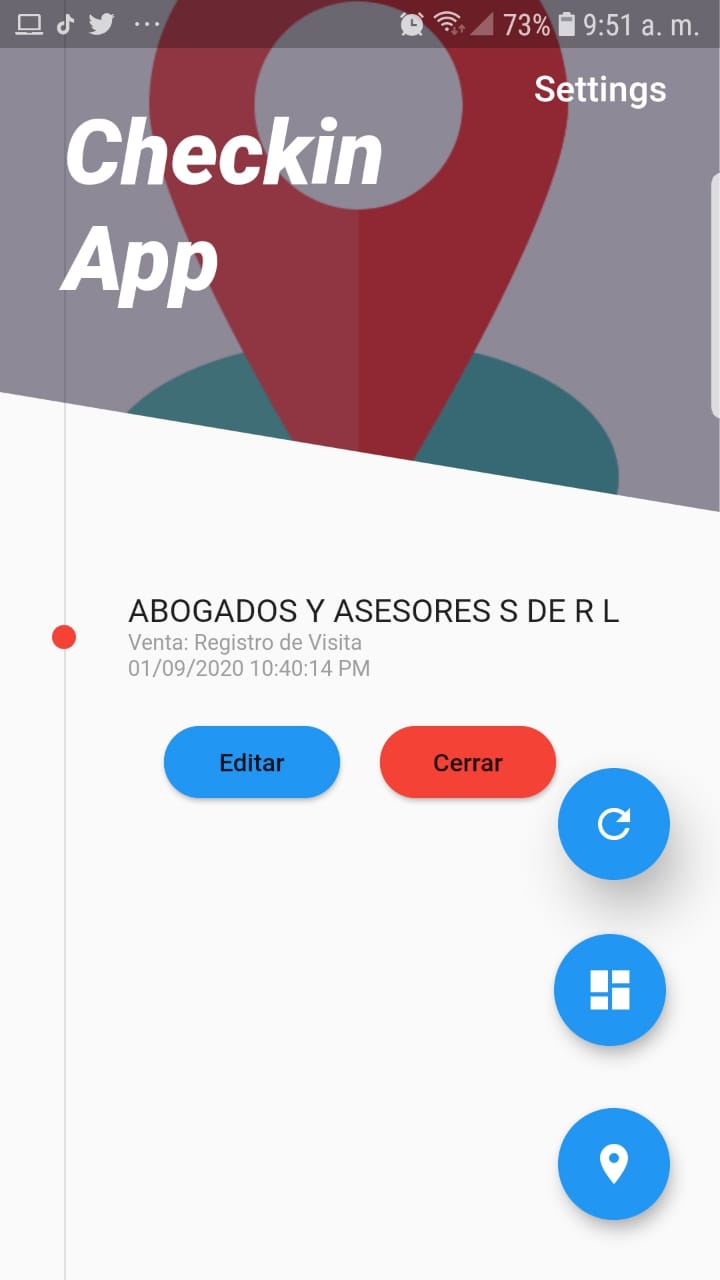 73% 9:51 a. m.
Settings
Checkin
App
ABOGADOS Y ASESORES S DE R L
Venta: Registro de Visita
01/09/2020 10:40:14 PM
Editar Cerrar